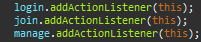 login.addActionListener(this);
join.addActionListener(this);
manage.addActionListener(this);